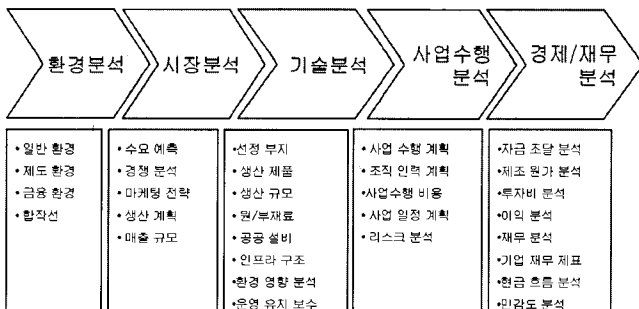 환경분석
시장분석
기술분석
사업수행
분석
경제/재무
분석
• 일반 환경
• 제도 환경
• 금융 환경
• 합작선
• 수요 예측
• 경쟁 분석
• 마케팅 전략
• 생산 계획
• 매출 규모
•선정 부지
• 생산 제품
• 생산 규모
• 원/부재료
• 공공 설비
• 인프라 구조
•환경 영향 분석
•운영 유지 보수
• 사업 수행 계획
• 조직 인력 계획
•사업수행 비용
• 사업 일정 계획
• 리스크 분석
•자금 조달 분석
•제조 원가 분석
•투자비 분석
•이익 분석
•재무 분석
•기업 재무 제표
•현금 흐름 분석
•민감도 분석